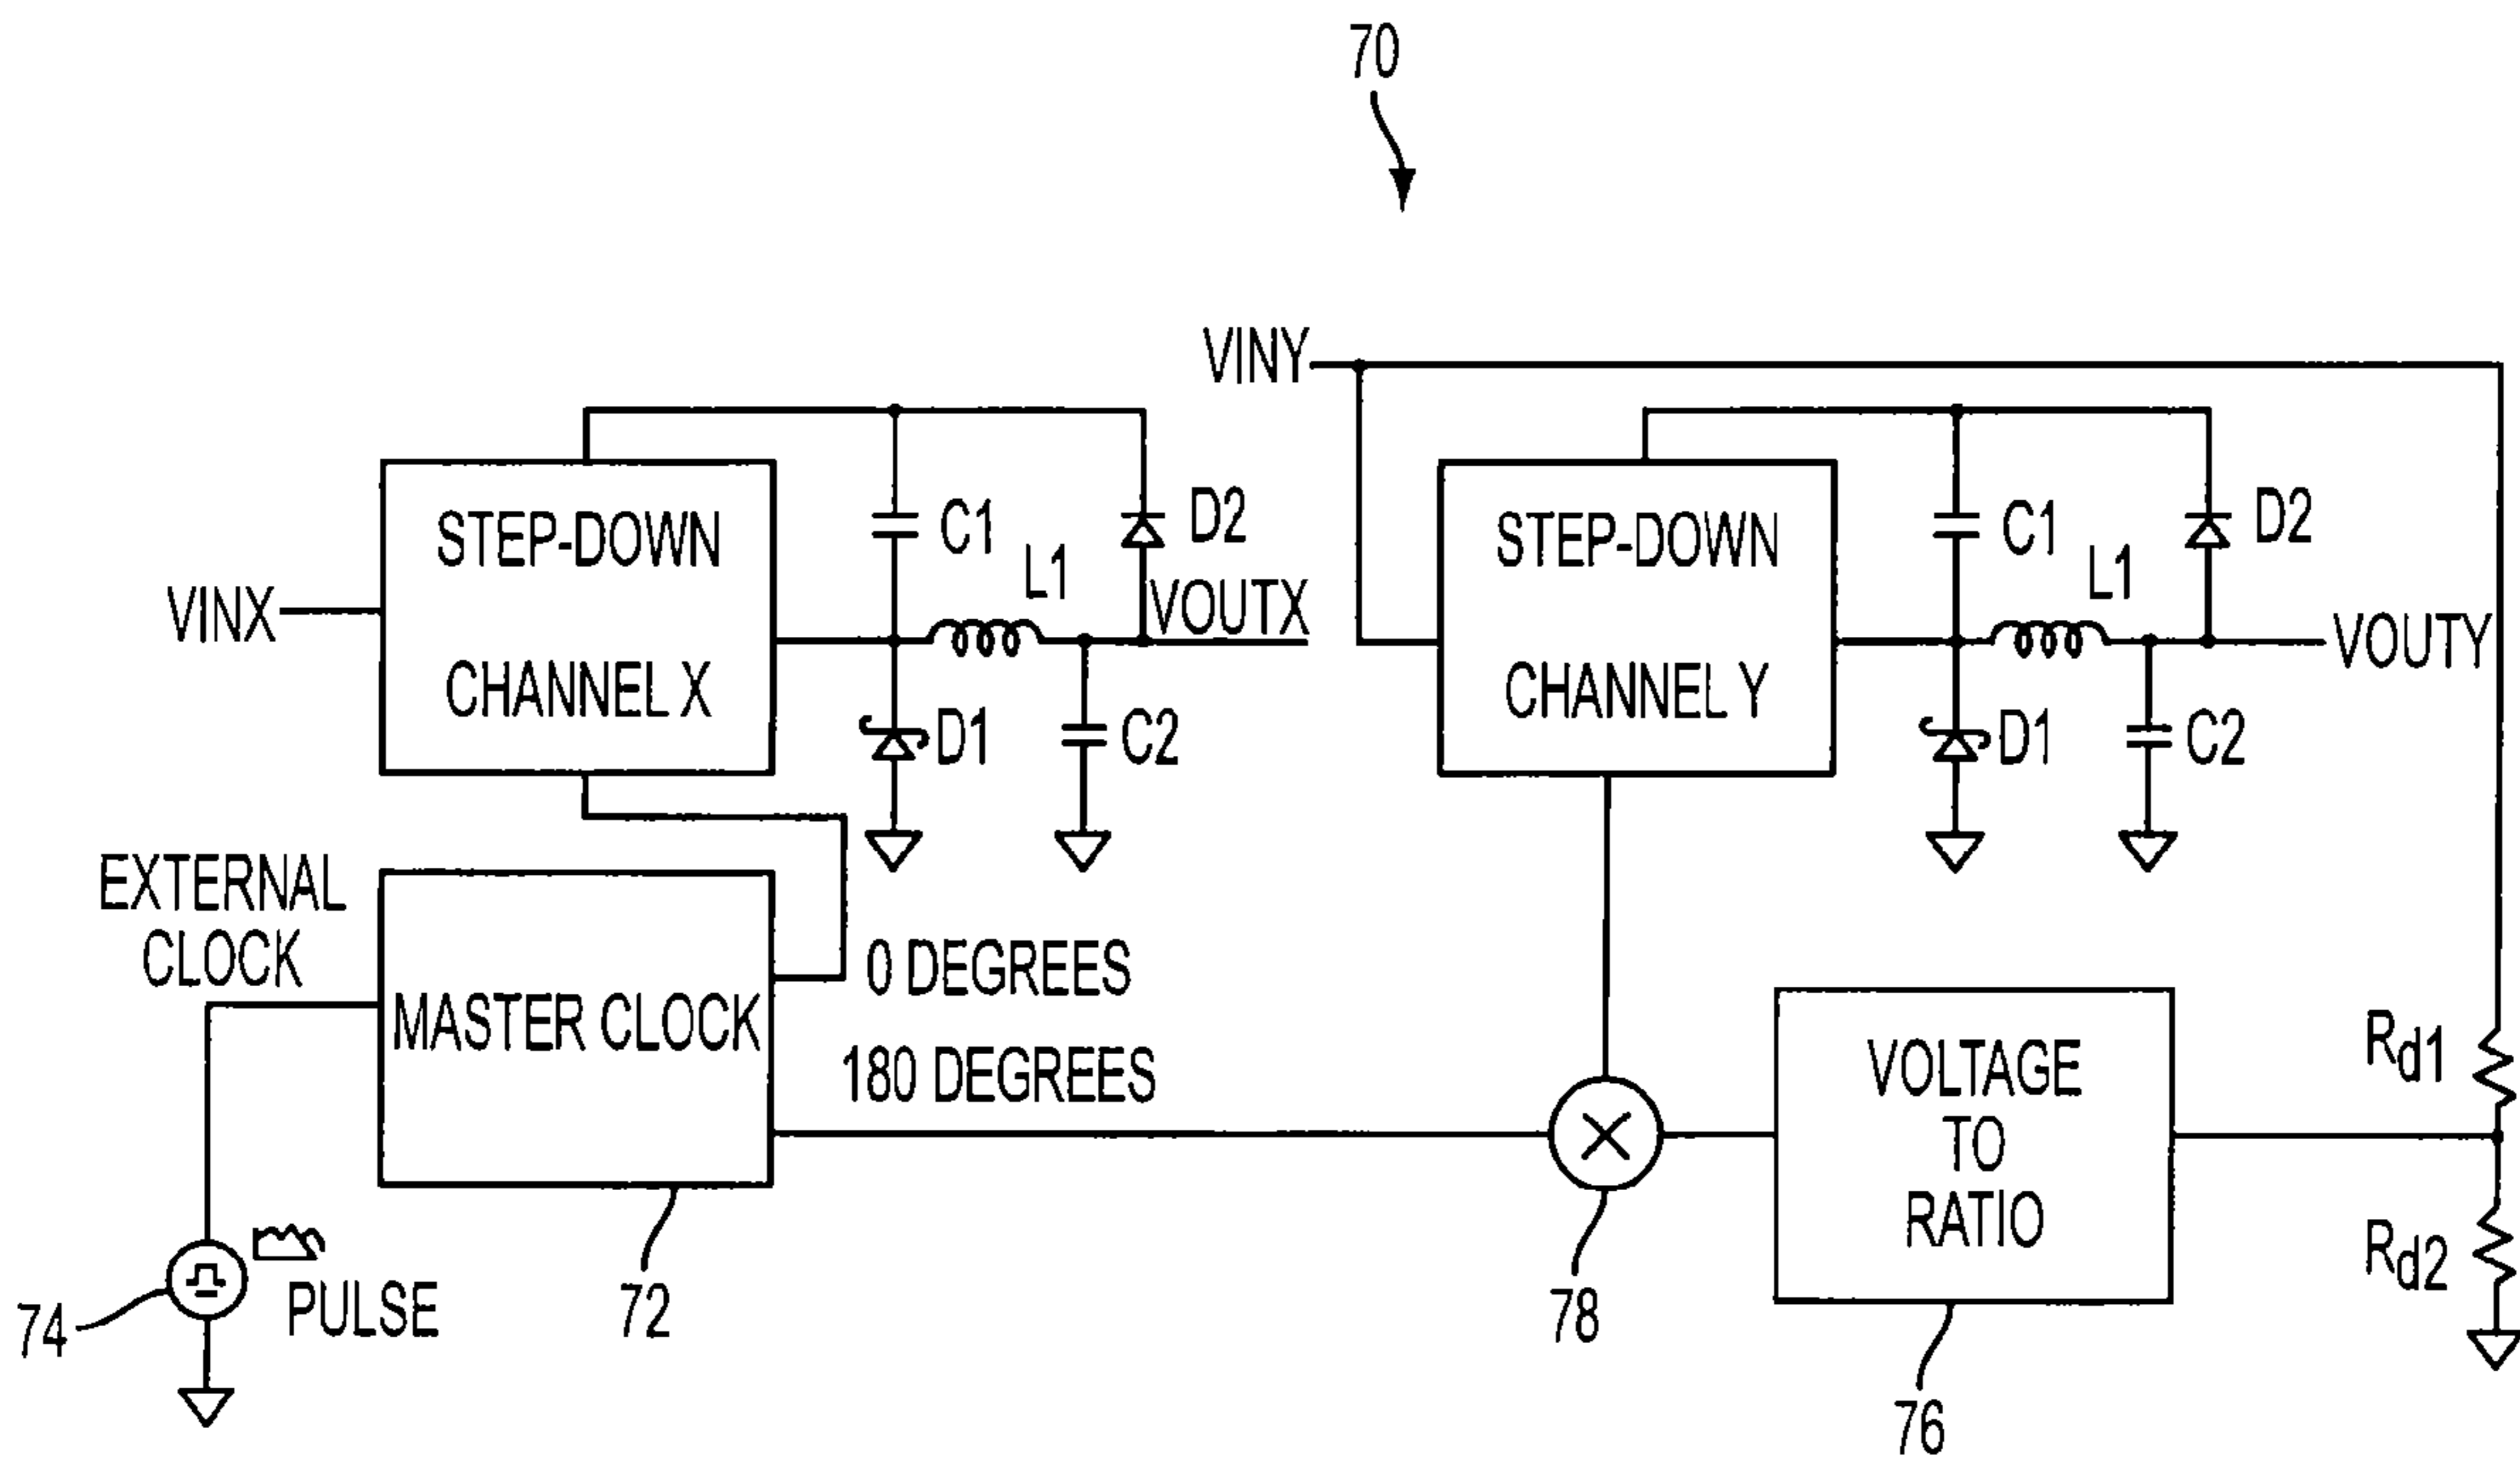 70
VINY
STEP-DOWN
CHANNEL X
VINX
C1
L1
D2
VOUTX
D1
C2
STEP-DOWN
CHANNEL Y
C1
L1
D2
VOUTY
D1
C2
EXTERNAL
CLOCK
MASTER CLOCK
0 DEGREES
180 DEGREES
VOLTAGE
TO
RATIO
Rd1
Rd2
PULSE
74
72
78
76